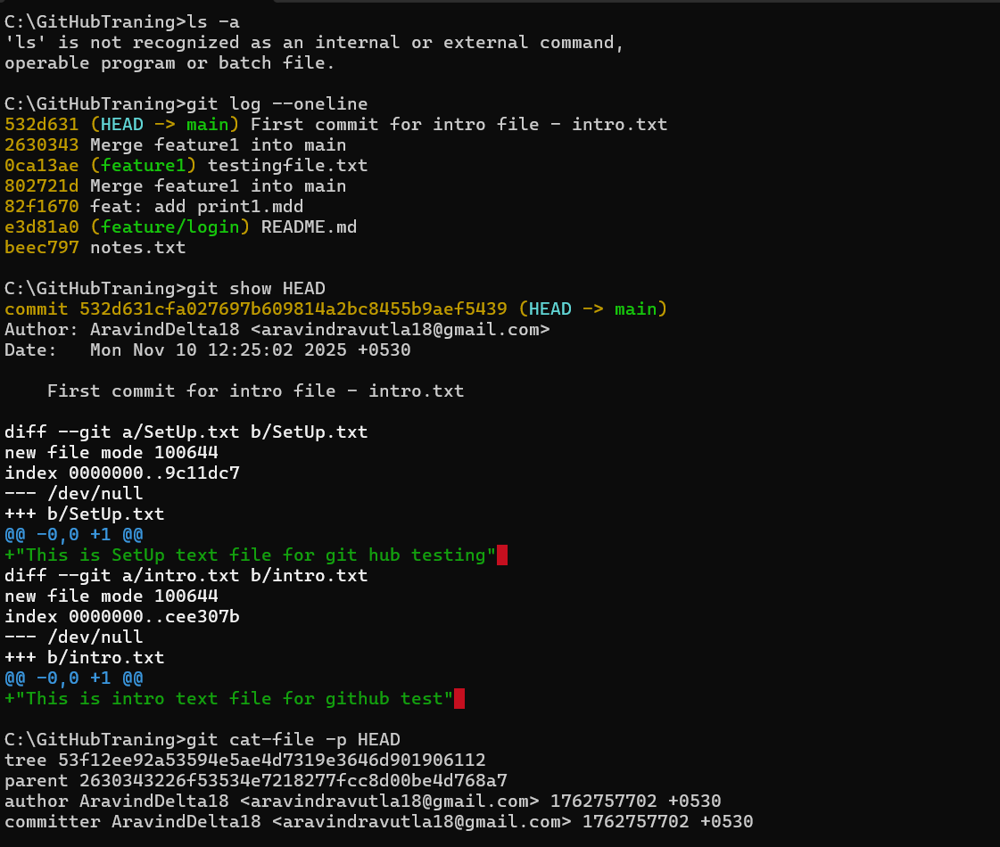 C:\GitHubTraning>ls -a
'ls' is not recognized as an internal or external command,
operable program or batch file.
C:\GitHubTraning>git log --oneline
532d631 (HEAD -> main) First commit for intro file - intro.txt
2630343 Merge feature1 into main
0ca13ae (feature1) testingfile.txt
802721d Merge feature1 into main
82f1670 feat: add print1.mdd
e3d81a0 (feature/login) README.md
beec797 notes.txt
C:\GitHubTraning>git show HEAD
commit 532d631cfa027697b609814a2bc8455b9aef5439 (HEAD -> main)
Author: AravindDelta18 <aravindravutla18@gmail.com>
Date:   Mon Nov 10 12:25:02 2025 +0530
    First commit for intro file - intro.txt
diff --git a/SetUp.txt b/SetUp.txt
new file mode 100644
index 0000000..9c11dc7
--- /dev/null
+++ b/SetUp.txt
@@ -0,0 +1 @@
+"This is SetUp text file for git hub testing"
diff --git a/intro.txt b/intro.txt
new file mode 100644
index 0000000..cee307b
--- /dev/null
+++ b/intro.txt
@@ -0,0 +1 @@
+"This is intro text file for github test"
C:\GitHubTraning>git cat-file -p HEAD
tree 53f12ee92a53594e5ae4d7319e3646d901906112
parent 2630343226f53534e7218277fcc8d00be4d768a7
author AravindDelta18 <aravindravutla18@gmail.com> 1762757702 +0530
committer AravindDelta18 <aravindravutla18@gmail.com> 1762757702 +0530